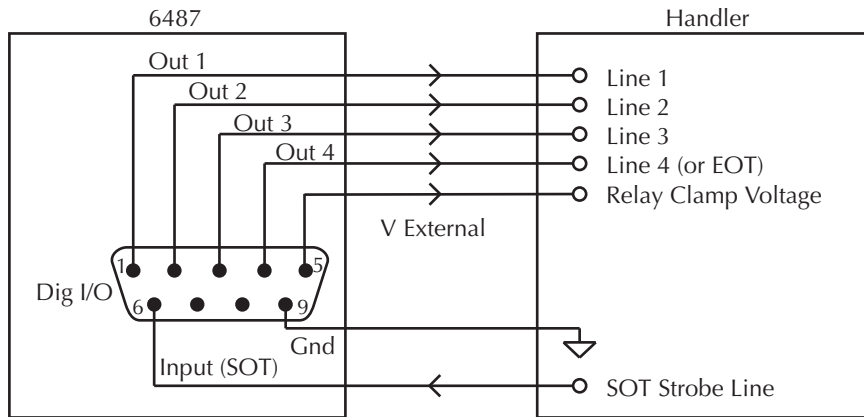 6487
Handler
Out 1
Line 1
Out 2
Line 2
Out 3
Line 3
Out 4
Line 4 (or EOT)
Relay Clamp Voltage
V External
1
5
Dig I/O
6
9
Gnd
Input (SOT)
SOT Strobe Line